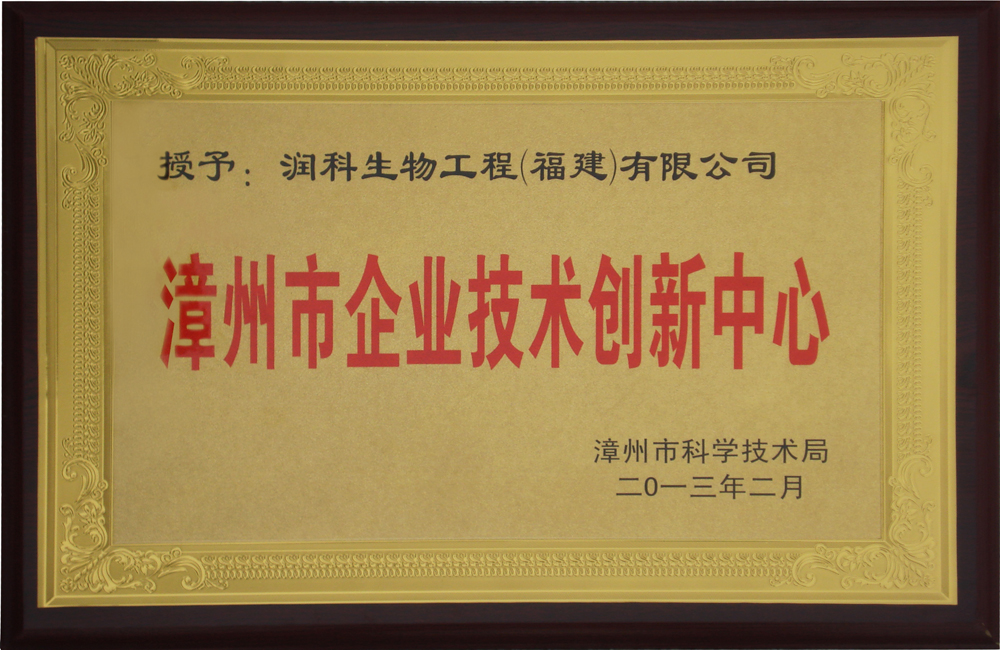 授予：润科生物工程(福建)有限公司
漳州市企业技术创新中心
漳州市科学技术局
二0一三年二月